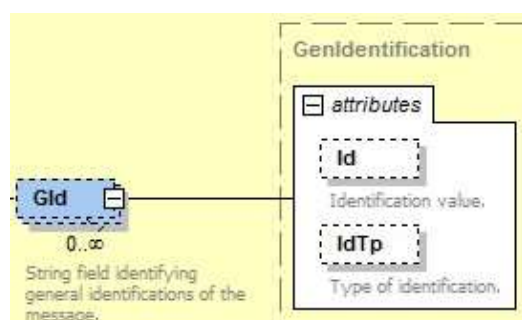 GenIdentification
attributes
Id
Identification value.
GId
IdTp
0..∞
Type of identification.
String field identifying
general identifications of the
message.